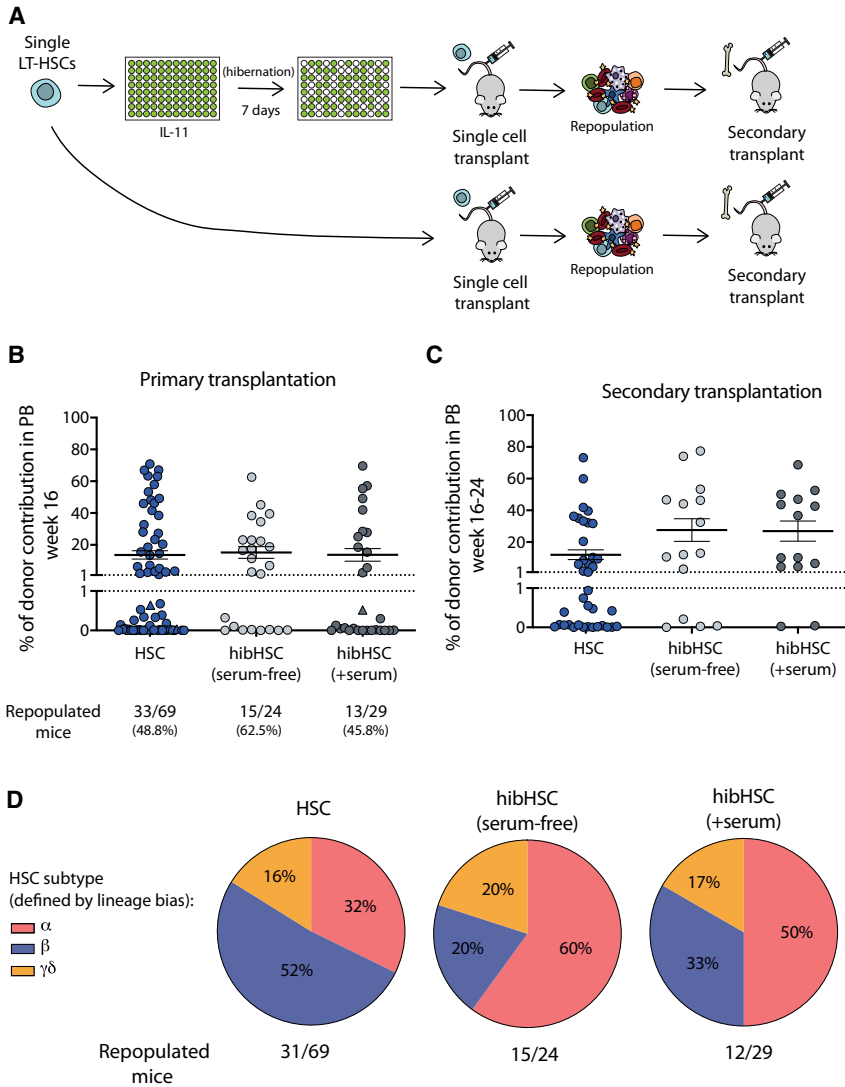 A
Single
LT-HSCs
(hibernation)
7 days
IL-11
Single cell
transplant
Repopulation
Secondary
transplant
Single cell
transplant
Repopulation
Secondary
transplant
B
Primary transplantation
% of donor contribution in PB
week 16
100
80
60
40
20
1
1
0
HSC
hibHSC
(serum-free)
hibHSC
(+serum)
Repopulated
mice
33/69
(48.8%)
15/24
(62.5%)
13/29
(45.8%)
C
Secondary transplantation
% of donor contribution in PB
week 16-24
100
80
60
40
20
1
1
0
HSC
hibHSC
(serum-free)
hibHSC
(+serum)
D
HSC subtype
(defined by lineage bias):
α
β
γδ
HSC
16%
32%
52%
hibHSC
(serum-free)
20%
20%
60%
hibHSC
(+serum)
17%
50%
33%
Repopulated
mice
31/69
15/24
12/29